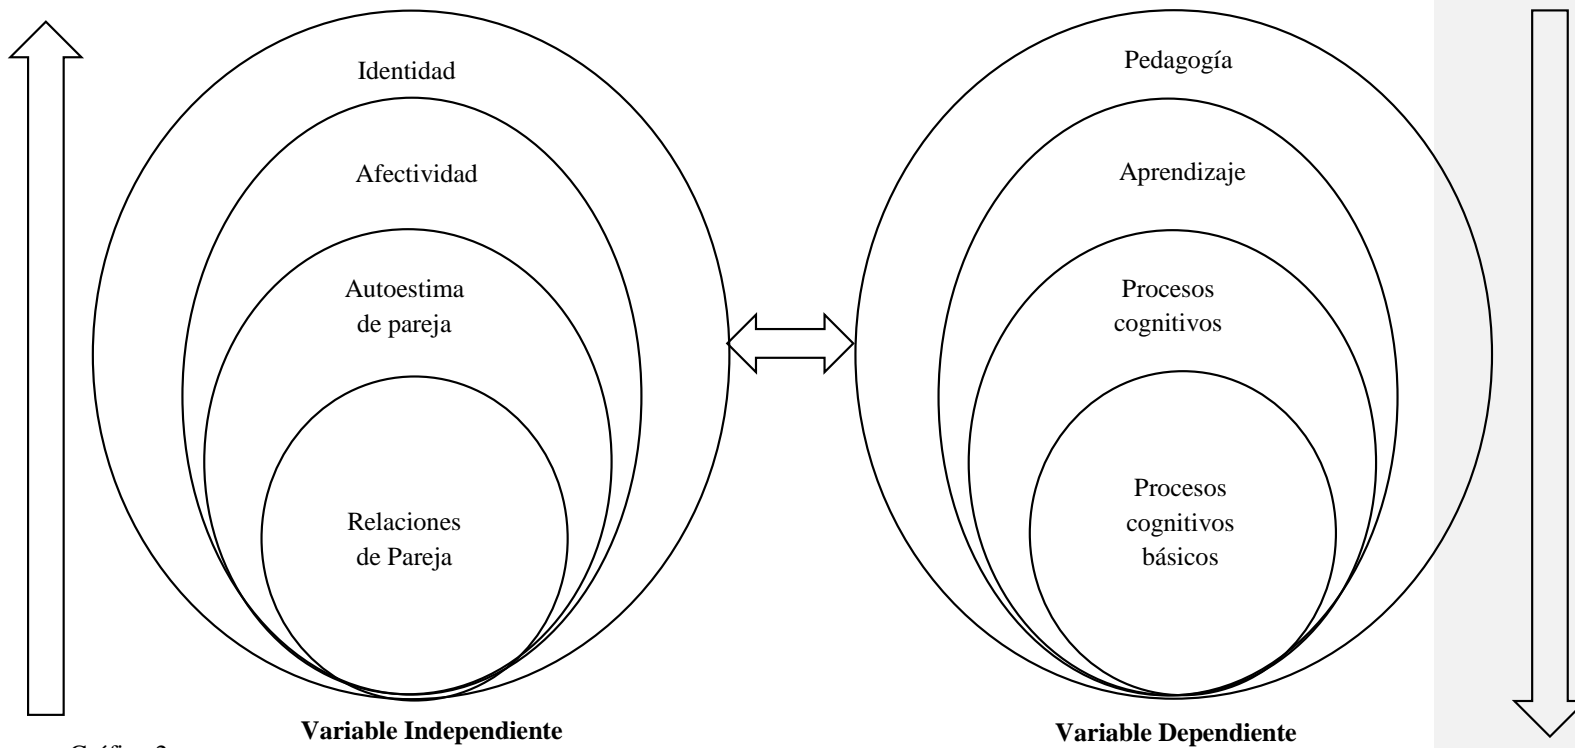 Identidad
Afectividad
Autoestima
de pareja
Relaciones
de Pareja
Variable Independiente
Pedagogía
Aprendizaje
Procesos
cognitivos
Procesos
cognitivos
básicos
Variable Dependiente